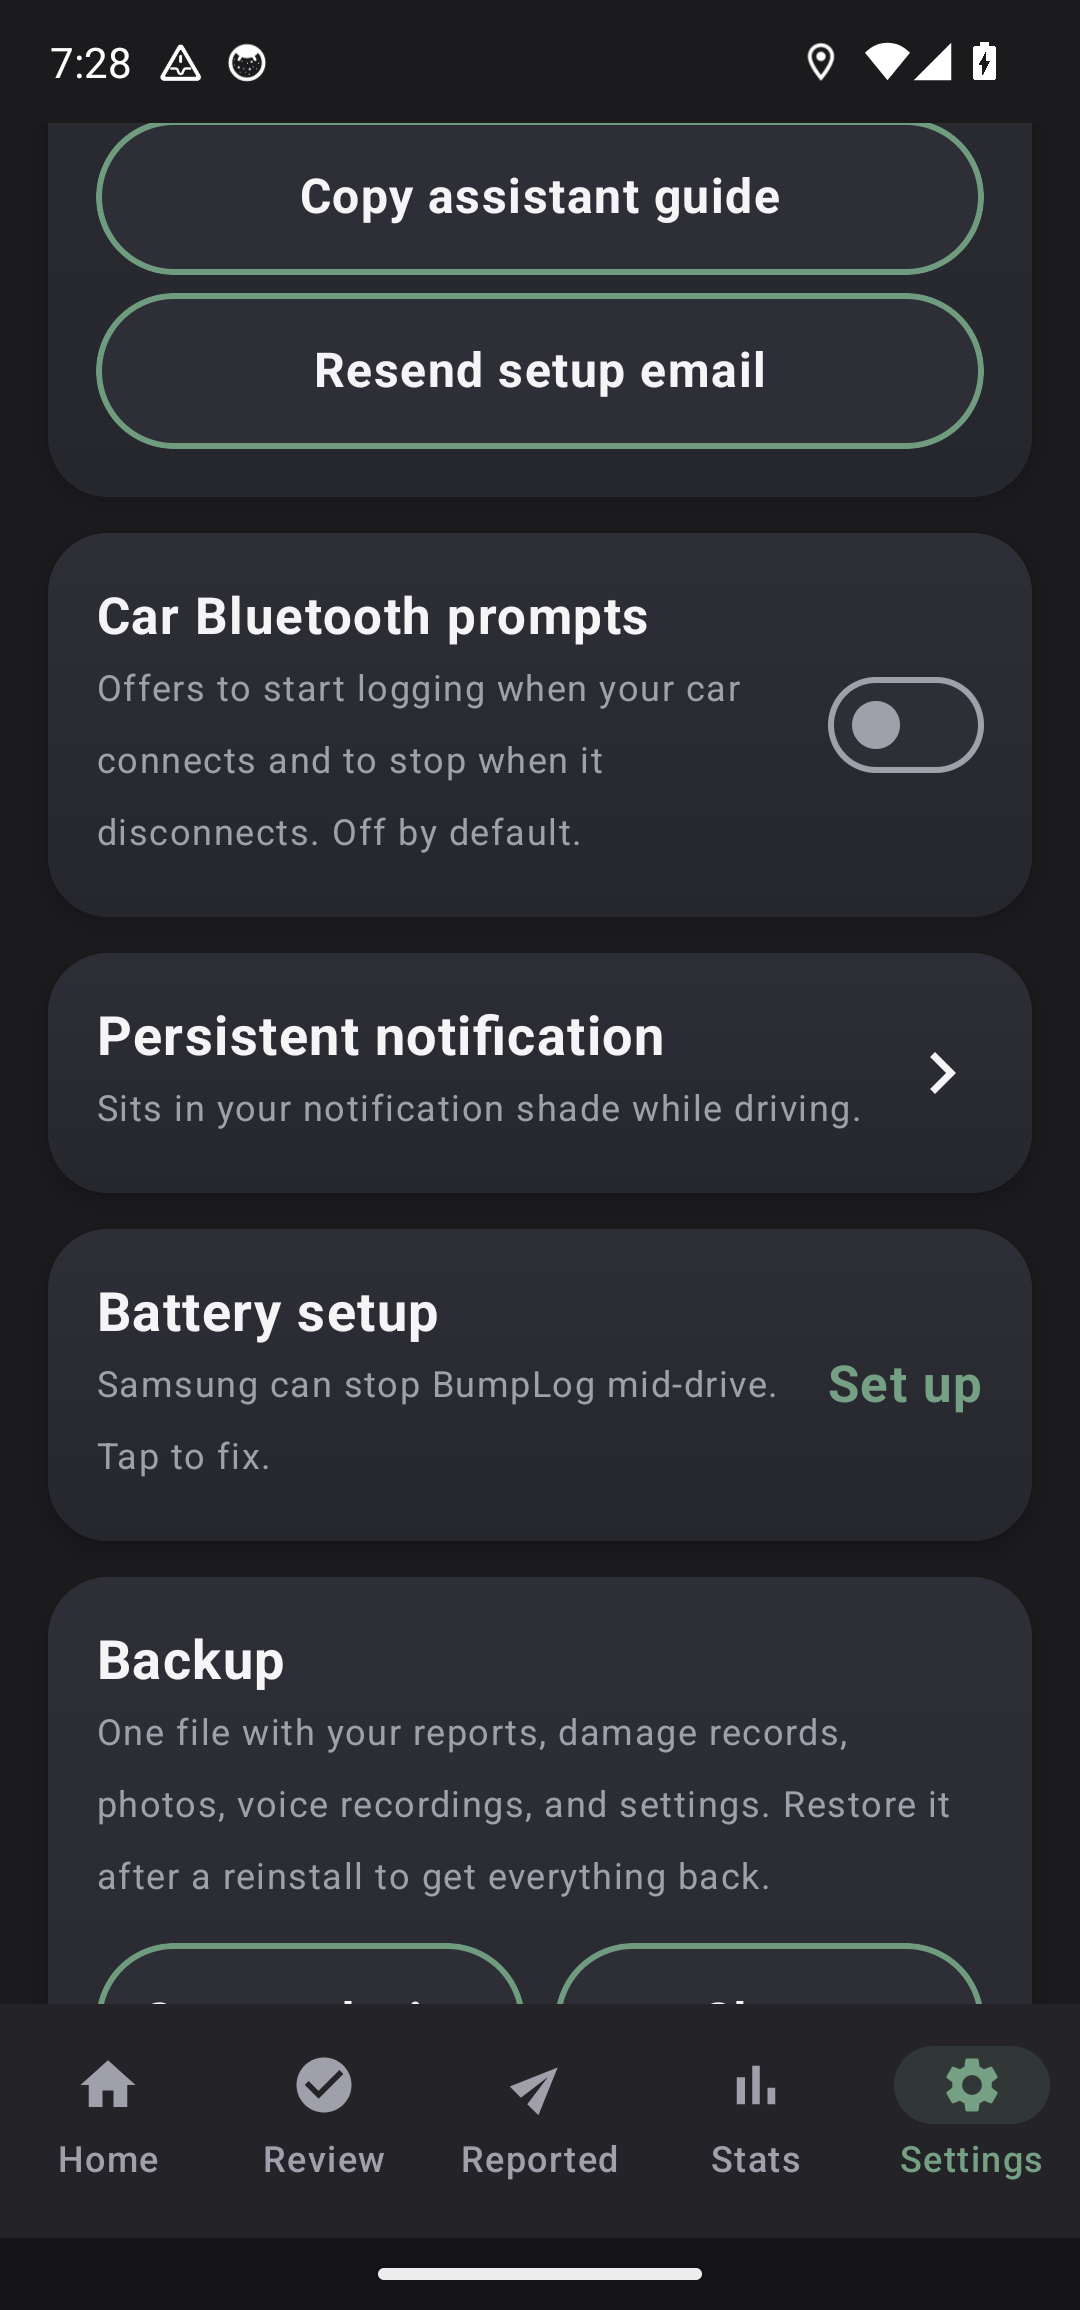 7:28
Copy assistant guide
Resend setup email
Car Bluetooth prompts
Offers to start logging when your car
connects and to stop when it
disconnects. Off by default.
Persistent notification
Sits in your notification shade while driving.
Battery setup
Samsung can stop BumpLog mid-drive.
Tap to fix.
Set up
Backup
One file with your reports, damage records,
photos, voice recordings, and settings. Restore it
after a reinstall to get everything back.
Home
Review
Reported
Stats
Settings